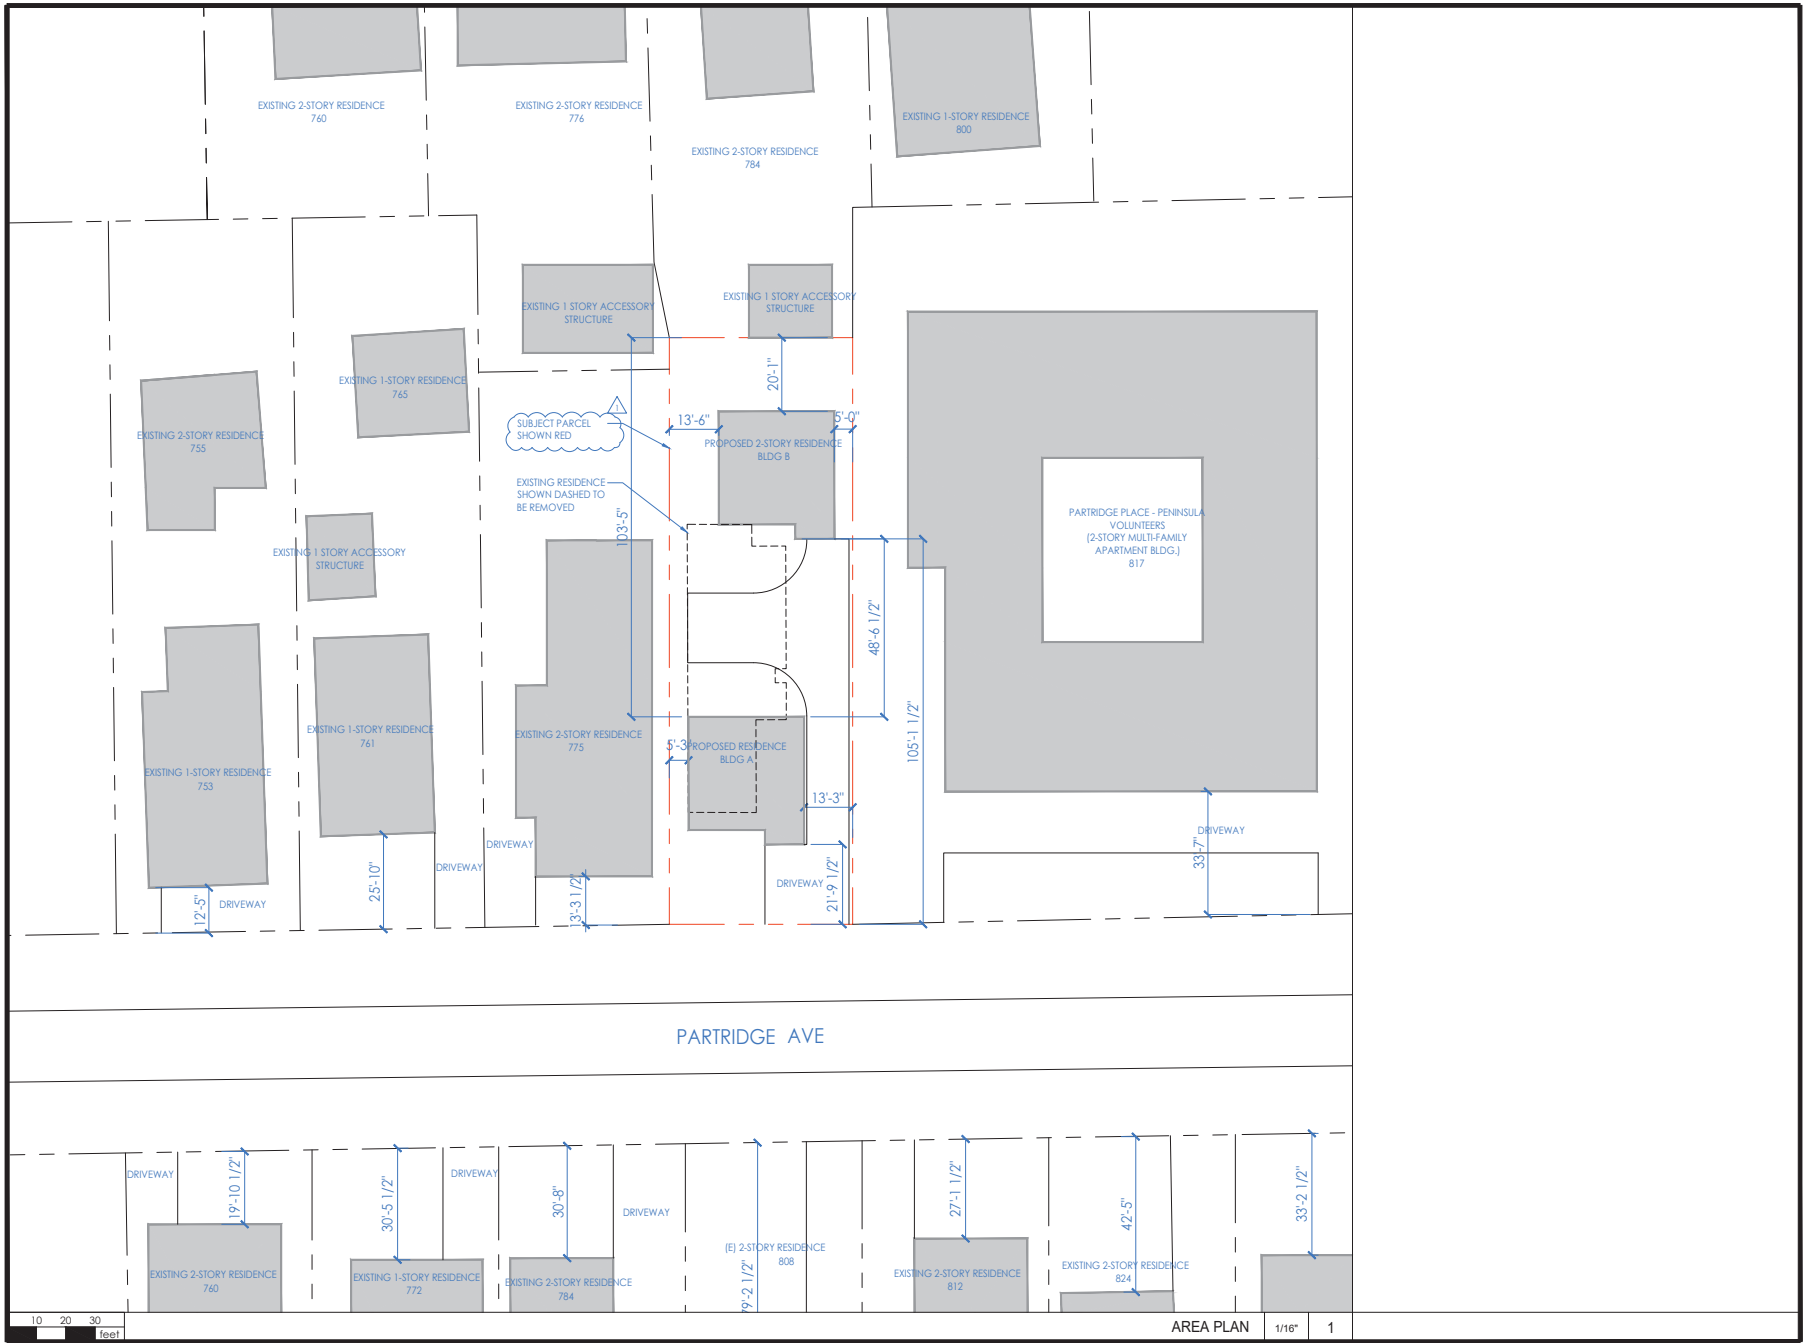 EXISTING 2-STORY RESIDENCE
760
EXISTING 2-STORY RESIDENCE
776
EXISTING 2-STORY RESIDENCE
784
EXISTING 1-STORY RESIDENCE
800
EXISTING 1 STORY ACCESSORY
STRUCTURE
EXISTING 1 STORY ACCESSORY
STRUCTURE
EXISTING 1-STORY RESIDENCE
765
20'-1"
SUBJECT PARCEL
SHOWN RED
1
13'-6"
5'-0"
EXISTING 2-STORY RESIDENCE
755
PROPOSED 2-STORY RESIDENCE
BLDG B
EXISTING RESIDENCE
SHOWN DASHED TO
BE REMOVED
103'-5"
PARTRIDGE PLACE - PENINSULA
VOLUNTEERS
(2-STORY MULTI-FAMILY
APARTMENT BLDG.)
817
EXISTING 1 STORY ACCESSORY
STRUCTURE
48'-6 1/2"
105'-1 1/2"
EXISTING 1-STORY RESIDENCE
761
EXISTING 2-STORY RESIDENCE
775
5'-3"
PROPOSED RESIDENCE
BLDG A
EXISTING 1-STORY RESIDENCE
753
13'-3"
DRIVEWAY
33'-7"
DRIVEWAY
DRIVEWAY
25'-10"
DRIVEWAY
21'-9 1/2"
3'-3 1/2"
12'-5"
DRIVEWAY
PARTRIDGE AVE
DRIVEWAY
19'-10 1/2"
30'-5 1/2"
DRIVEWAY
30'-8"
DRIVEWAY
27'-1 1/2"
42'-5"
33'-2 1/2"
(E) 2-STORY RESIDENCE
808
79'-2 1/2"
EXISTING 2-STORY RESIDENCE
760
EXISTING 1-STORY RESIDENCE
772
EXISTING 2-STORY RESIDENCE
784
EXISTING 2-STORY RESIDENCE
812
EXISTING 2-STORY RESIDENCE
824
10 20 30
feet
AREA PLAN 1/16" 1